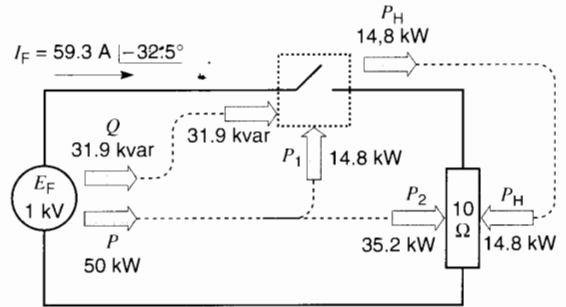 P_H
14,8 kW
I_F = 59.3 A |−32.5°
Q
31.9 kvar
31.9 kvar
P_1
14.8 kW
E_F
1 kV
P
50 kW
P_2
35.2 kW
10
Ω
P_H
14.8 kW